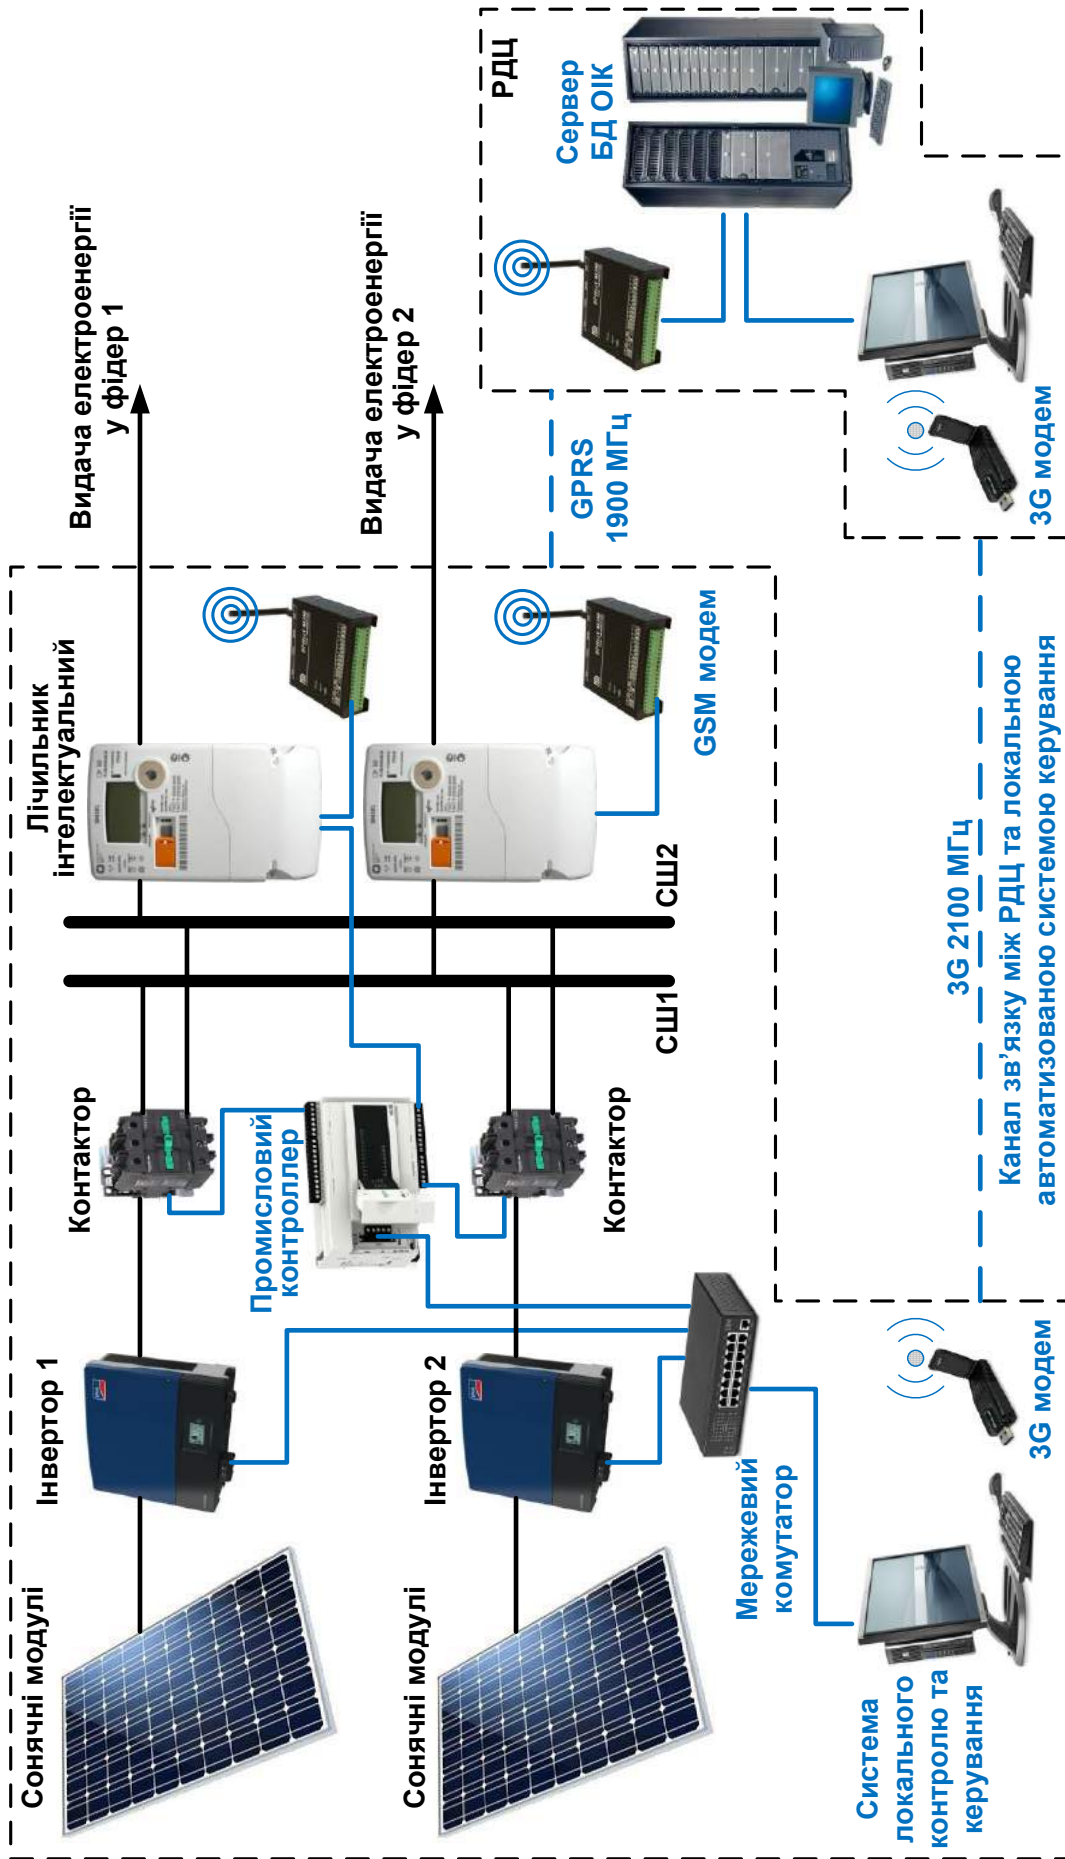 Сонячні модулі
Інвертор 1
Контактор
Лічильник
інтелектуальний
Видача електроенергії
у фідер 1
Промисловий
контроллер
Видача електроенергії
у фідер 2
Сонячні модулі
Інвертор 2
Контактор
СШ1
СШ2
GSM модем
GPRS
1900 МГц
РДЦ
Сервер
БД ОІК
Мережевий
комутатор
Система
локального
контролю та
керування
3G модем
3G 2100 МГц
Канал зв’язку між РДЦ та локальною
автоматизованою системою керування
3G модем